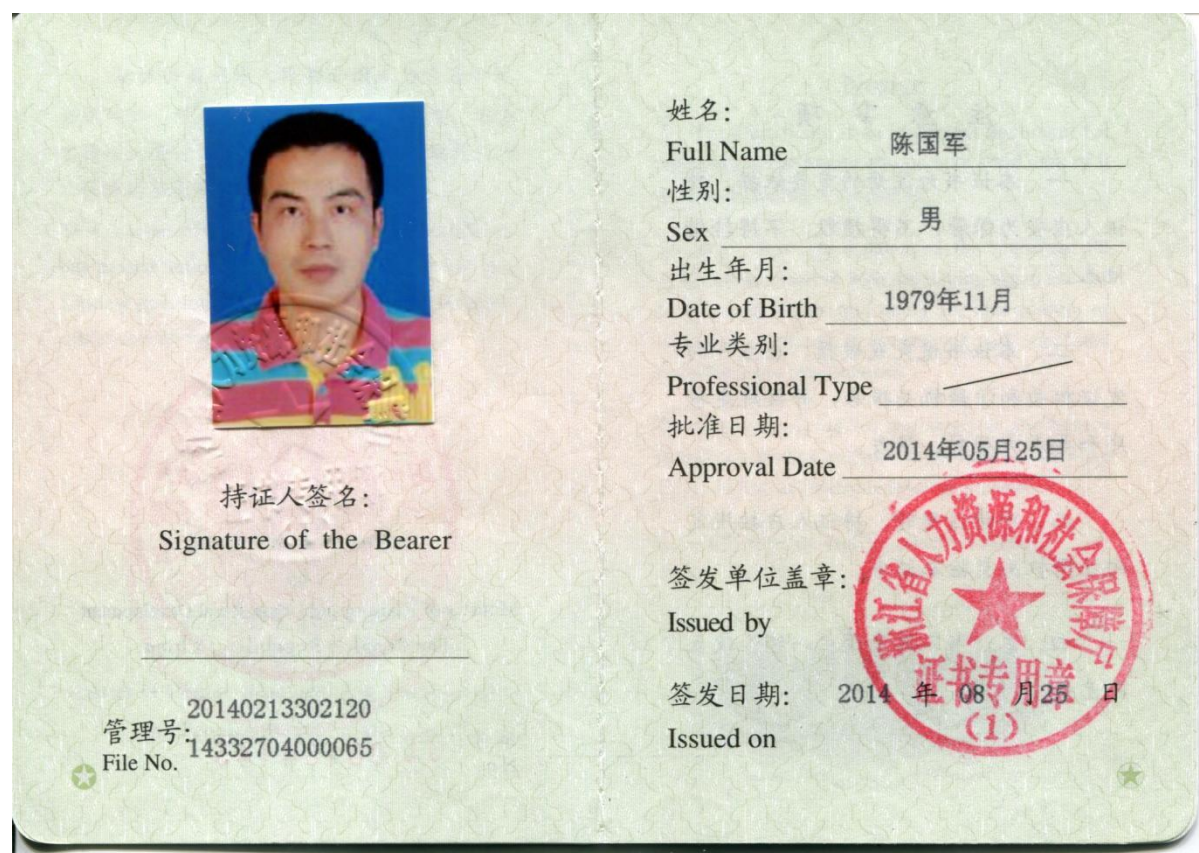 持证人签名:
Signature of the Bearer
管理号:
File No.
20140213302120
14332704000065
姓名:
Full Name 陈国军
性别:
Sex 男
出生年月:
Date of Birth 1979年11月
专业类别:
Professional Type
批准日期:
Approval Date 2014年05月25日
签发单位盖章:
Issued by
浙江省人力资源和社会保障厅
证书专用章
(1)
签发日期: 2014 年 08 月25 日
Issued on